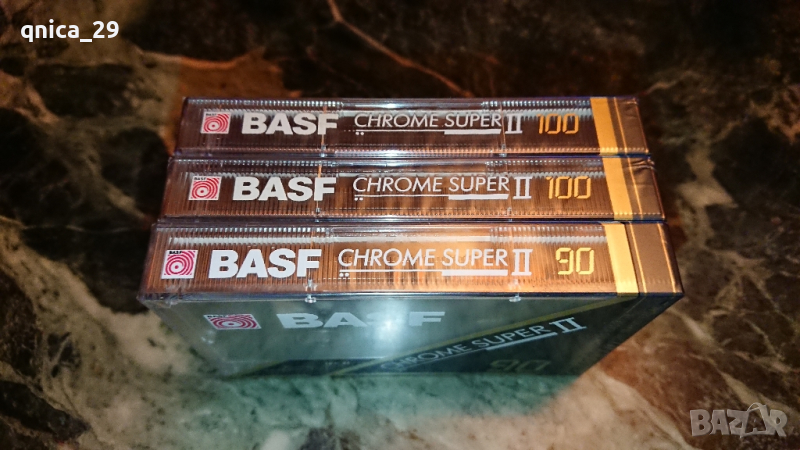 qnica_29
BASF CHROME SUPER II 100
BASF CHROME SUPER II 100
BASF CHROME SUPER II 90
BASF
CHROME SUPER II
90
BAZAR